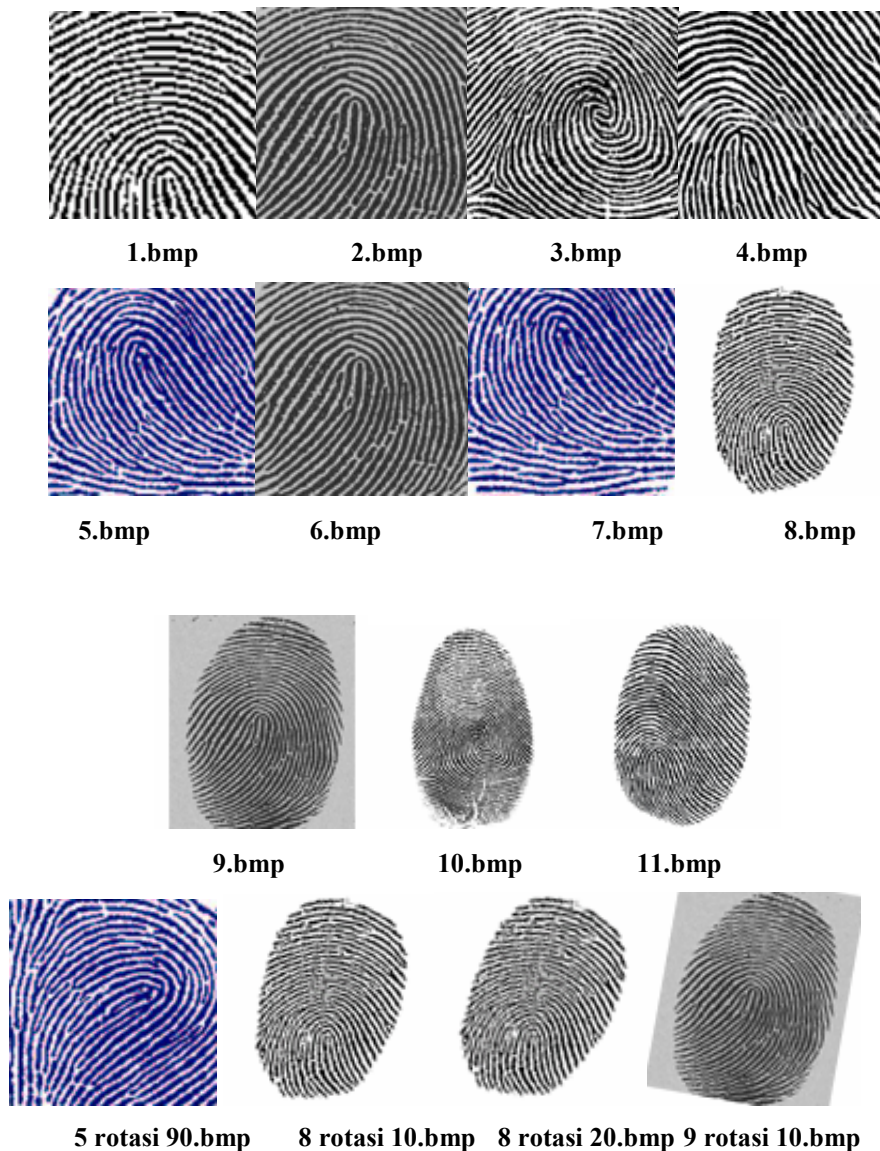 1.bmp 2.bmp 3.bmp 4.bmp
5.bmp 6.bmp 7.bmp 8.bmp
9.bmp 10.bmp 11.bmp
5 rotasi 90.bmp 8 rotasi 10.bmp 8 rotasi 20.bmp 9 rotasi 10.bmp